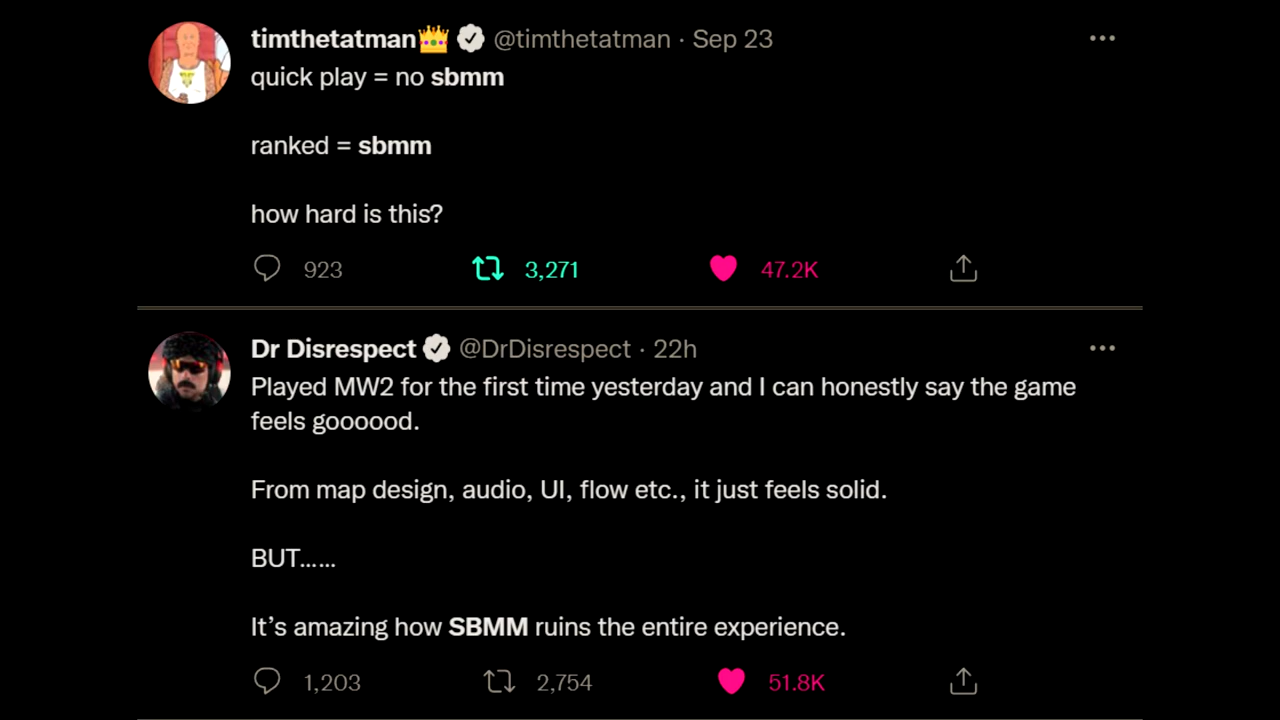 timthetatman👑 @timthetatman · Sep 23
quick play = no sbmm
ranked = sbmm
how hard is this?
923 3,271 47.2K
Dr Disrespect @DrDisrespect · 22h
Played MW2 for the first time yesterday and I can honestly say the game
feels goooood.
From map design, audio, UI, flow etc., it just feels solid.
BUT......
It’s amazing how SBMM ruins the entire experience.
1,203 2,754 51.8K